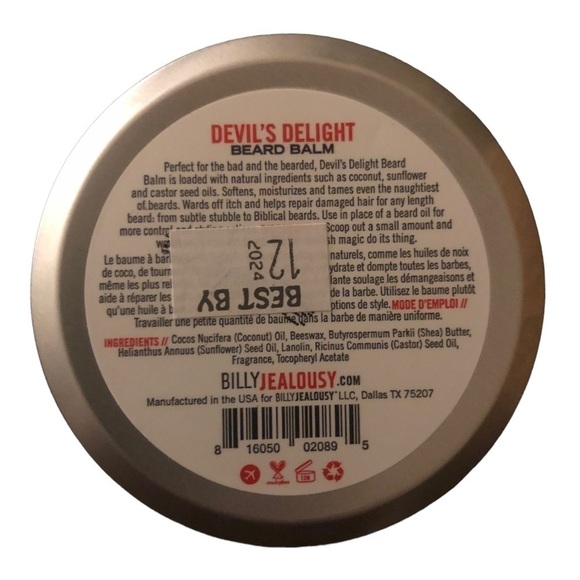 DEVIL'S DELIGHT
BEARD BALM
Perfect for the bad and the bearded, Devil's Delight Beard
Balm is loaded with natural ingredients such as coconut, sunflower
and castor seed oils. Softens, moisturizes and tames even the naughtiest
of beards. Wards off itch and helps repair damaged hair for any length
beard: from subtle stubble to Biblical beards. Use in place of a beard oil for
more control Scoop out a small amount and
magic do its thing.
Le baume à naturels, comme les huiles de noix
de coco, de et dompte toutes les barbes,
même les plus soulage les démangeaisons et
aide à réparer les de la barbe. Utilisez le baume plutôt
qu'une huile à de style. MODE D'EMPLOI //
Travailler une petite quantité de baume dans la barbe de manière uniforme.
INGREDIENTS // Cocos Nucifera (Coconut) Oil, Beeswax, Butyrospermum Parkii (Shea) Butter,
Helianthus Annuus (Sunflower) Seed Oil, Lanolin, Ricinus Communis (Castor) Seed Oil,
Fragrance, Tocopheryl Acetate
BILLYJEALOUSY.COM
Manufactured in the USA for BILLYJEALOUSY® LLC, Dallas TX 75207
8 16050 02089 5
BEST BY
12
2024